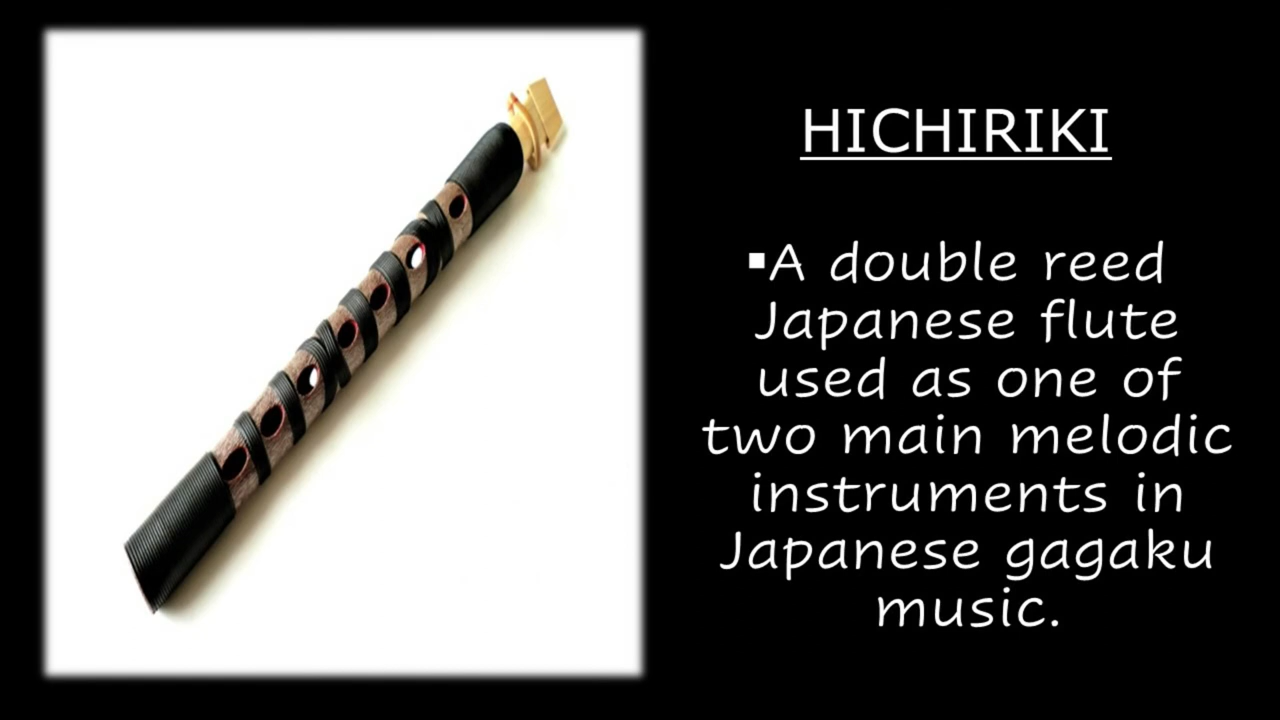 HICHIRIKI
▪A double reed
Japanese flute
used as one of
two main melodic
instruments in
Japanese gagaku
music.